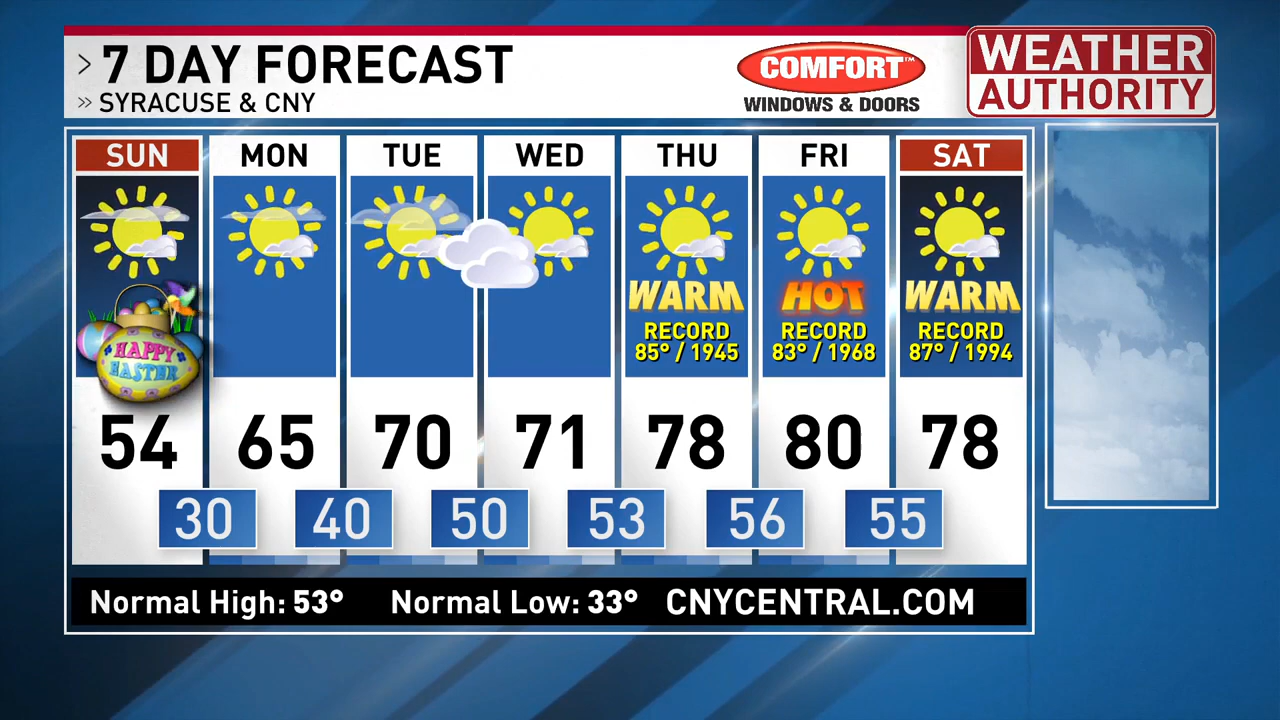 > 7 DAY FORECAST
» SYRACUSE & CNY
COMFORT™
WINDOWS & DOORS
WEATHER
AUTHORITY
SUN MON TUE WED THU FRI SAT
HAPPY
EASTER
WARM HOT WARM
RECORD RECORD RECORD
85° / 1945 83° / 1968 87° / 1994
54 65 70 71 78 80 78
30 40 50 53 56 55
Normal High: 53° Normal Low: 33° CNYCENTRAL.COM